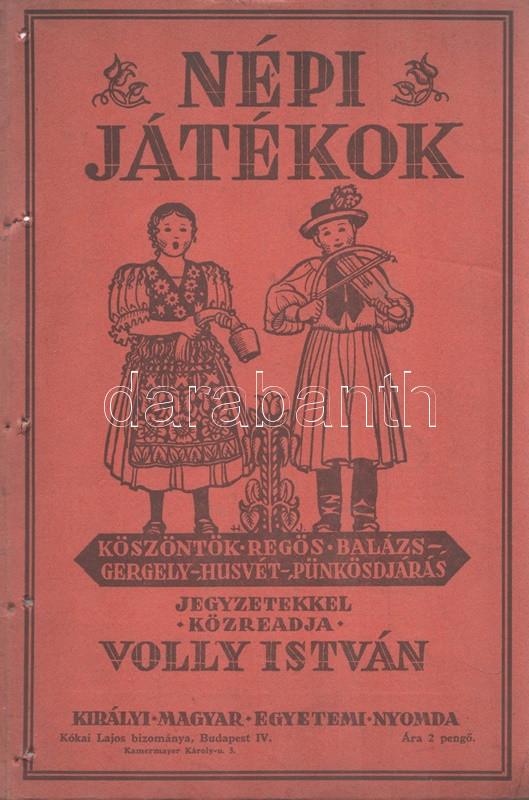 NÉPI
JÁTÉKOK
darabanth
KÖSZÖNTŐK·REGÖS·BALÁZS-
GERGELY-HUSVÉT-PÜNKÖSDJÁRÁS
JEGYZETEKKEL
·KÖZREADJA·
VOLLY ISTVÁN
KIRÁLYI·MAGYAR·EGYETEMI·NYOMDA
Kókai Lajos bizománya, Budapest IV. Ára 2 pengő.
Kamermayer Károly-u. 3.